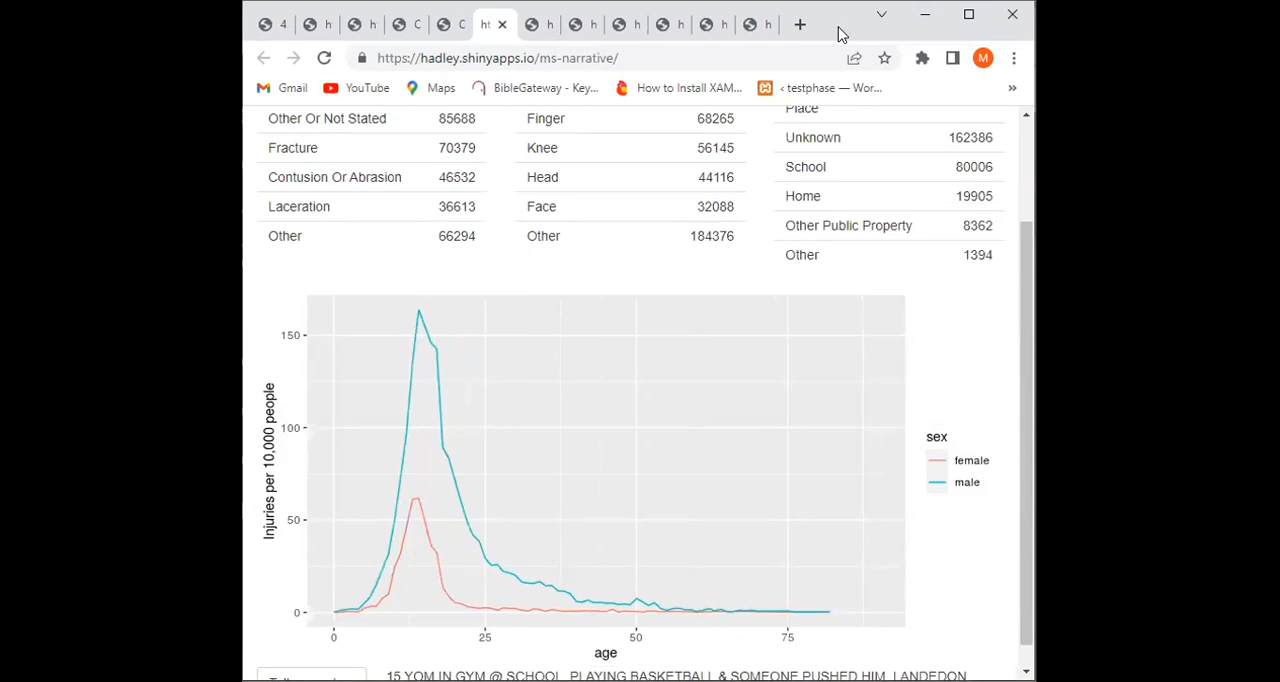 4 h h C C ht h h h h h h h
https://hadley.shinyapps.io/ms-narrative/
M
Gmail YouTube Maps BibleGateway - Key... How to Install XAM... ‹ testphase — Wor... »
Place
Other Or Not Stated 85688
Fracture 70379
Contusion Or Abrasion 46532
Laceration 36613
Other 66294
Finger 68265
Knee 56145
Head 44116
Face 32088
Other 184376
Unknown 162386
School 80006
Home 19905
Other Public Property 8362
Other 1394
Injuries per 10,000 people
150
100
50
0
0 25 50 75
age
sex
female
male
15 YOM IN GYM @ SCHOOL, PLAYING BASKETBALL & SOMEONE PUSHED HIM, LANDEDON